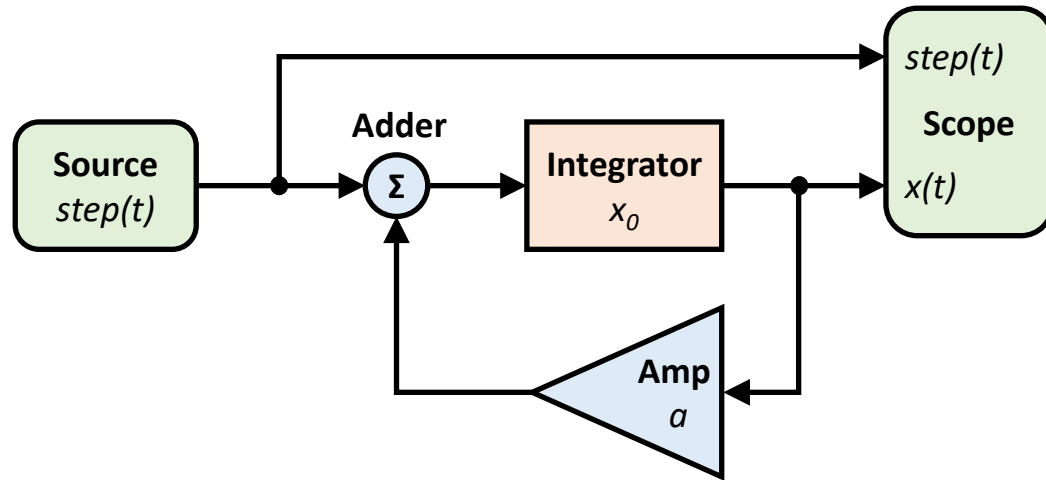 step(t)
Scope
x(t)
Adder
Source
step(t)
Σ
Integrator
x₀
Amp
a